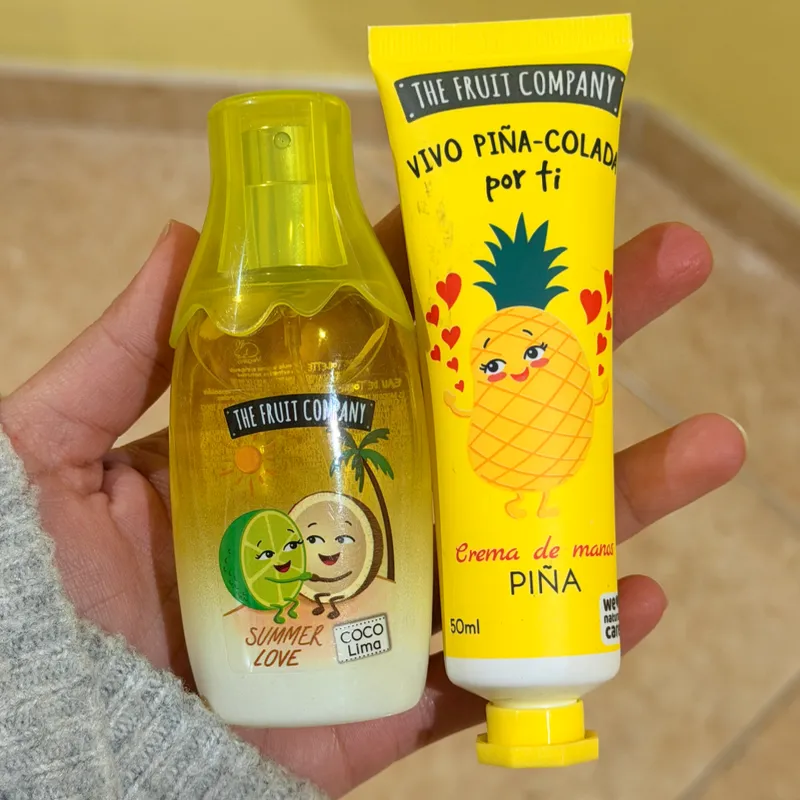 THE FRUIT COMPANY
SUMMER
LOVE
COCO
Lima
THE FRUIT COMPANY
VIVO PIÑA-COLADA
por ti
Crema de manos
PIÑA
50ml